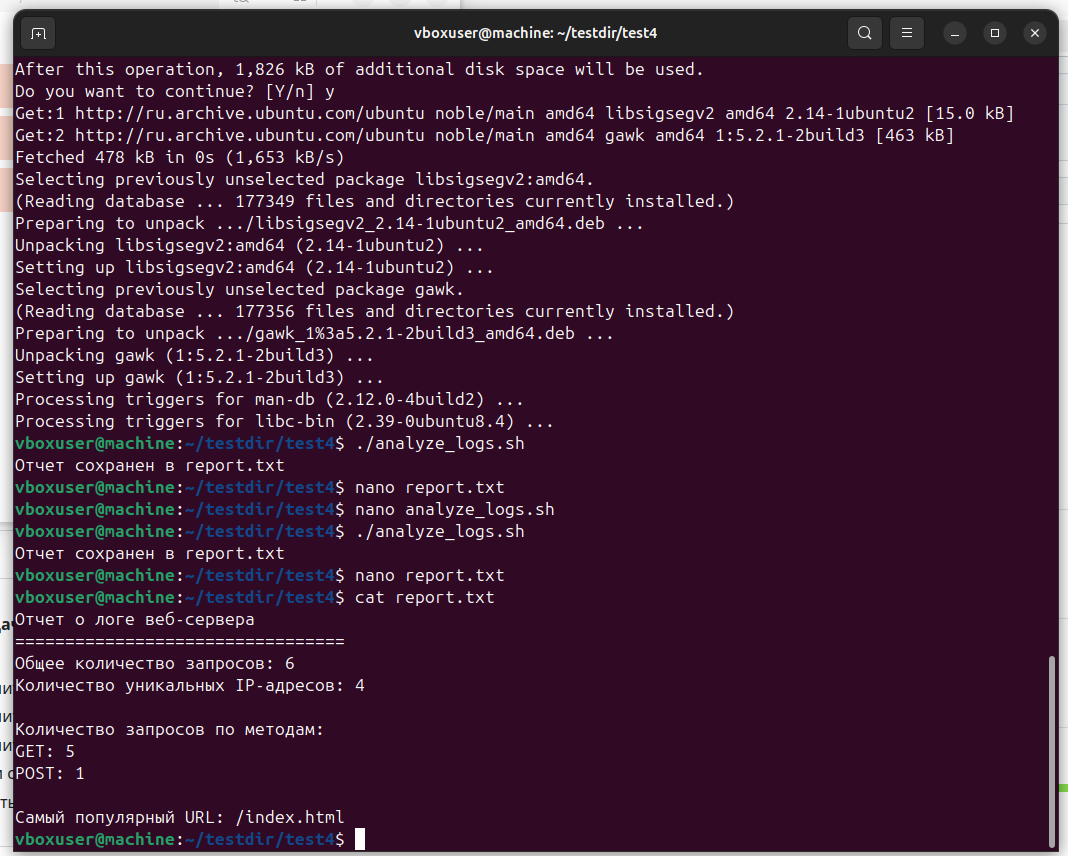 vboxuser@machine: ~/testdir/test4
After this operation, 1,826 kB of additional disk space will be used.
Do you want to continue? [Y/n] y
Get:1 http://ru.archive.ubuntu.com/ubuntu noble/main amd64 libsigsegv2 amd64 2.14-1ubuntu2 [15.0 kB]
Get:2 http://ru.archive.ubuntu.com/ubuntu noble/main amd64 gawk amd64 1:5.2.1-2build3 [463 kB]
Fetched 478 kB in 0s (1,653 kB/s)
Selecting previously unselected package libsigsegv2:amd64.
(Reading database ... 177349 files and directories currently installed.)
Preparing to unpack .../libsigsegv2_2.14-1ubuntu2_amd64.deb ...
Unpacking libsigsegv2:amd64 (2.14-1ubuntu2) ...
Setting up libsigsegv2:amd64 (2.14-1ubuntu2) ...
Selecting previously unselected package gawk.
(Reading database ... 177356 files and directories currently installed.)
Preparing to unpack .../gawk_1%3a5.2.1-2build3_amd64.deb ...
Unpacking gawk (1:5.2.1-2build3) ...
Setting up gawk (1:5.2.1-2build3) ...
Processing triggers for man-db (2.12.0-4build2) ...
Processing triggers for libc-bin (2.39-0ubuntu8.4) ...
vboxuser@machine:~/testdir/test4$ ./analyze_logs.sh
Отчет сохранен в report.txt
vboxuser@machine:~/testdir/test4$ nano report.txt
vboxuser@machine:~/testdir/test4$ nano analyze_logs.sh
vboxuser@machine:~/testdir/test4$ ./analyze_logs.sh
Отчет сохранен в report.txt
vboxuser@machine:~/testdir/test4$ nano report.txt
vboxuser@machine:~/testdir/test4$ cat report.txt
Отчет о логе веб-сервера
=================================
Общее количество запросов: 6
Количество уникальных IP-адресов: 4
Количество запросов по методам:
GET: 5
POST: 1
Самый популярный URL: /index.html
vboxuser@machine:~/testdir/test4$